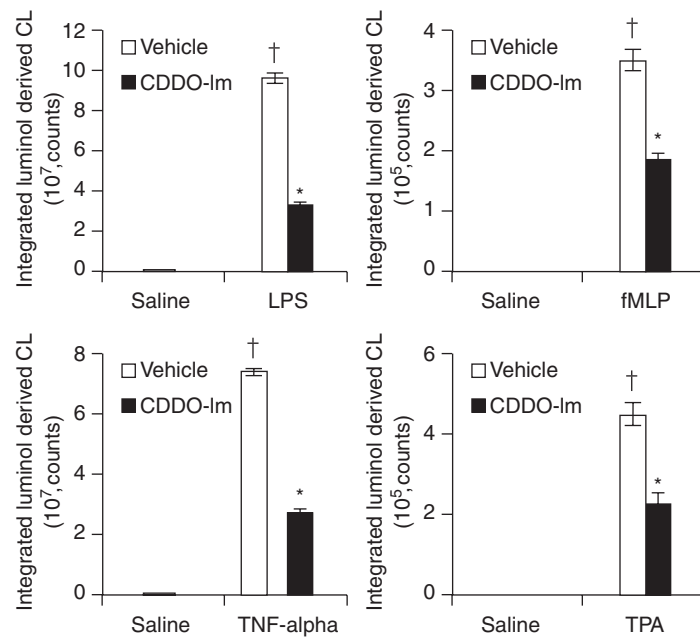 Integrated luminol derived CL
(10⁷,counts)
12
10
8
6
4
2
0
†
*
Vehicle
CDDO-Im
Saline
LPS
Integrated luminol derived CL
(10⁵,counts)
4
3
2
1
0
†
*
Vehicle
CDDO-Im
Saline
fMLP
Integrated luminol derived CL
(10⁷,counts)
8
6
4
2
0
†
*
Vehicle
CDDO-Im
Saline
TNF-alpha
Integrated luminol derived CL
(10⁵,counts)
6
4
2
0
†
*
Vehicle
CDDO-Im
Saline
TPA